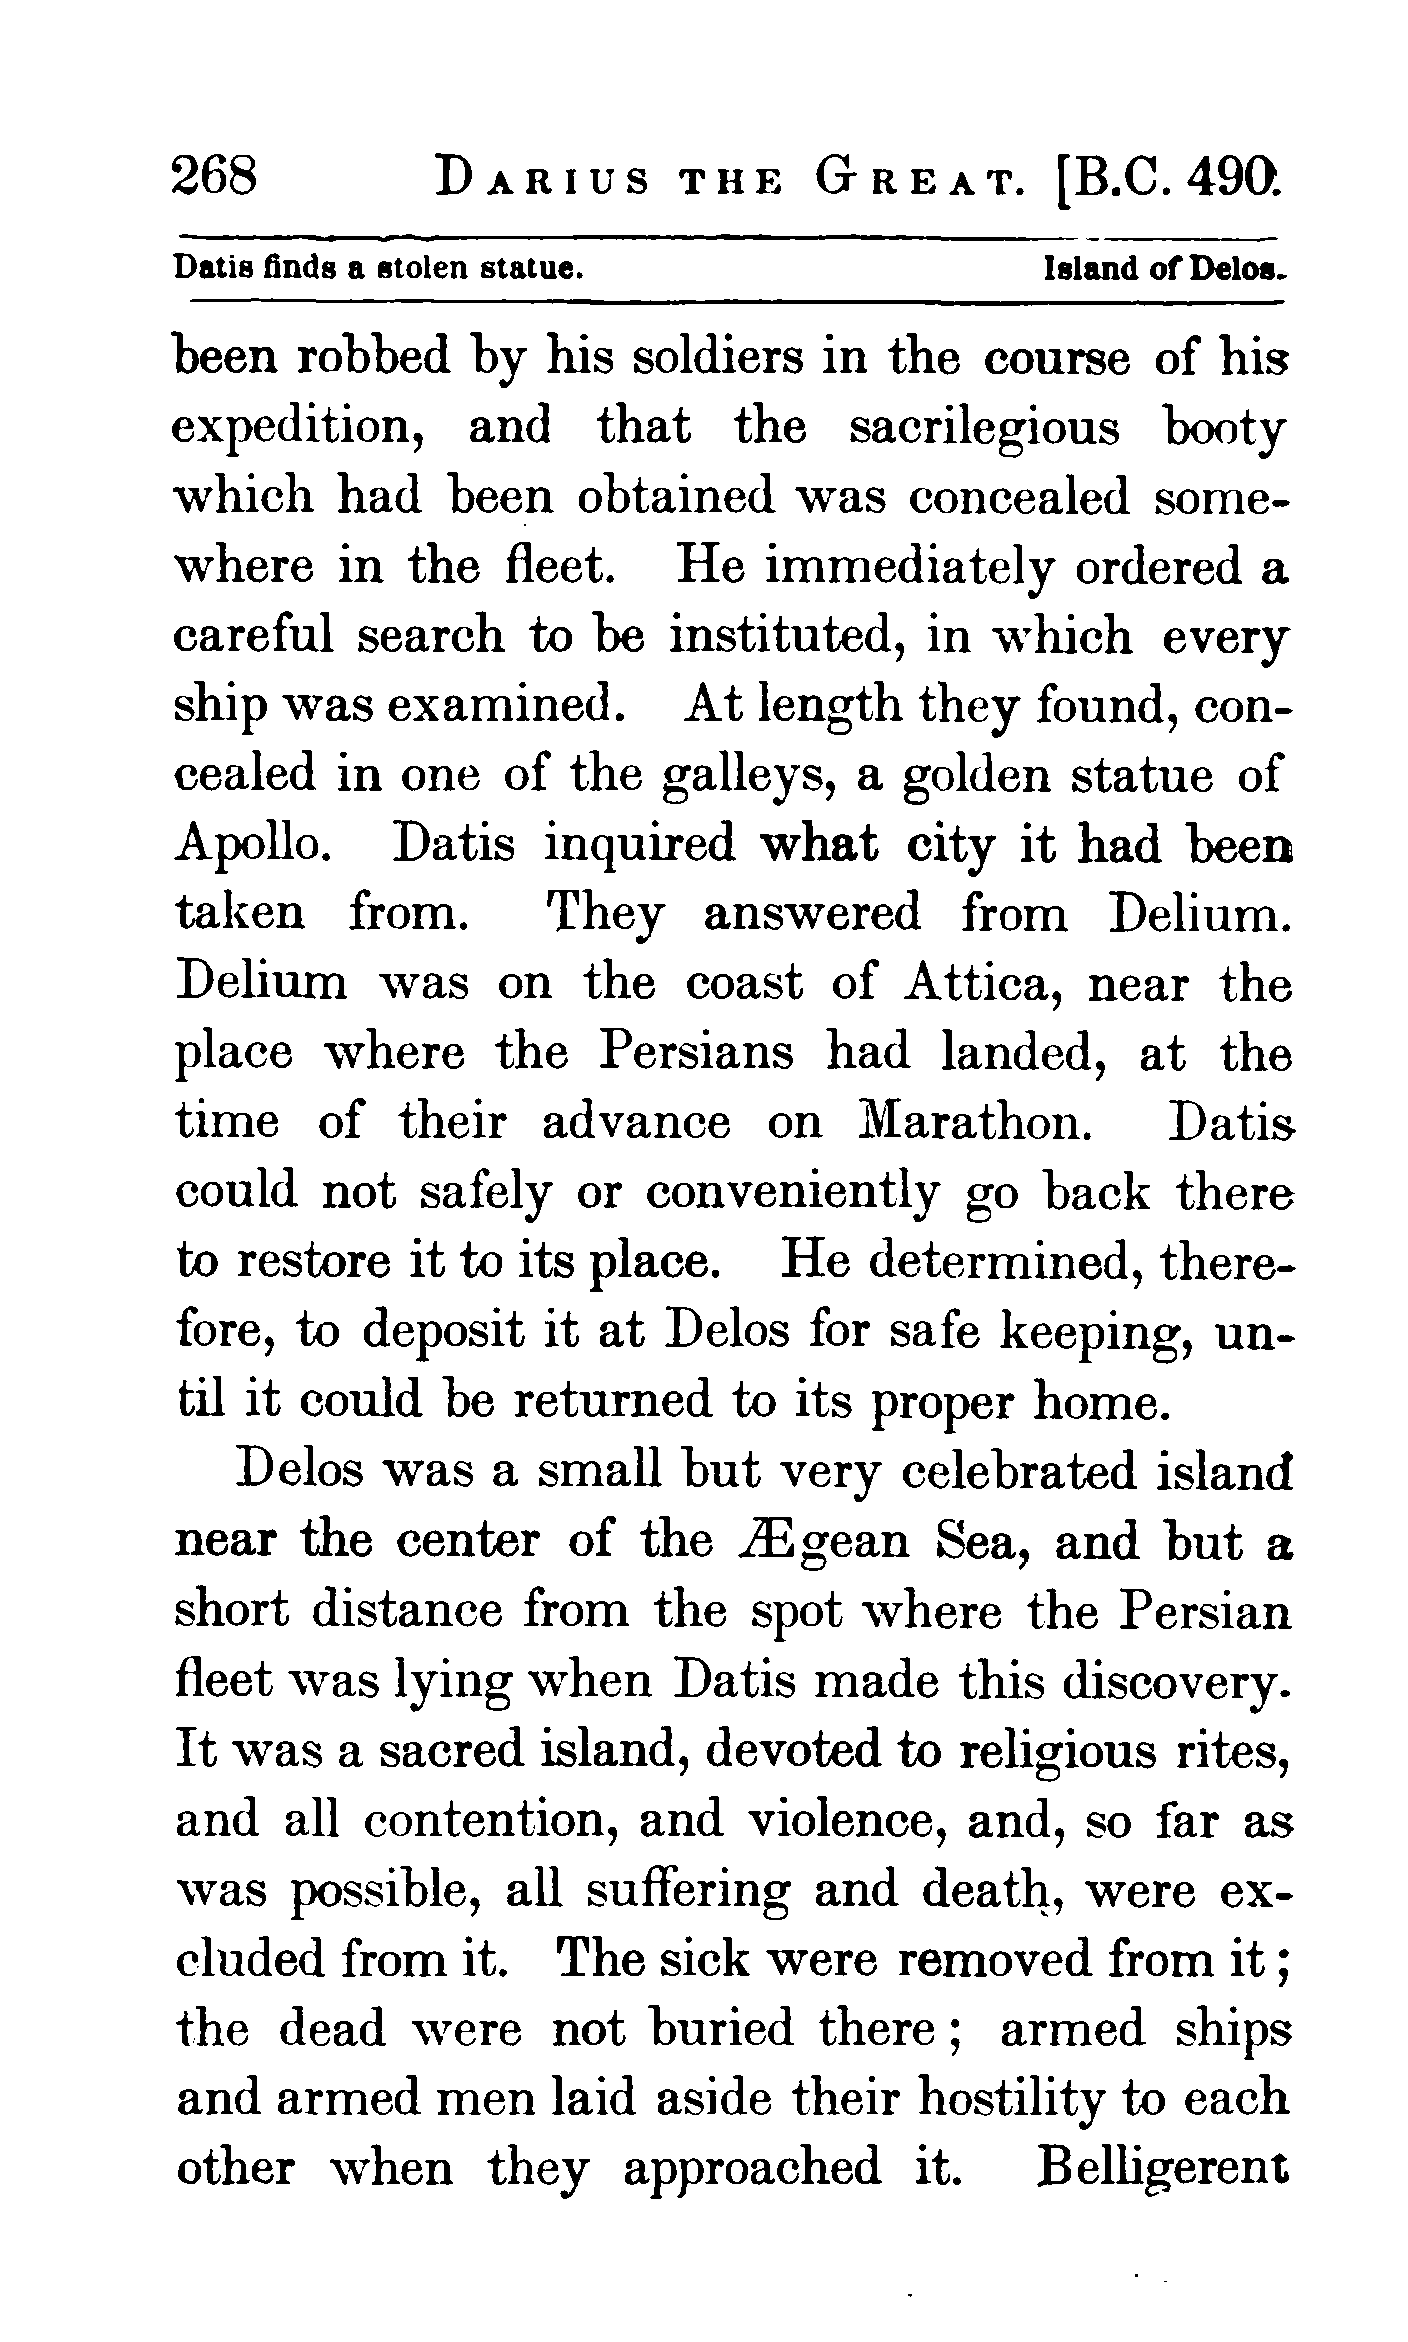 268 DARIUS THE GREAT. [B.C. 490.
Datis finds a stolen statue. Island of Delos.
been robbed by his soldiers in the course of his
expedition, and that the sacrilegious booty
which had been obtained was concealed some-
where in the fleet. He immediately ordered a
careful search to be instituted, in which every
ship was examined. At length they found, con-
cealed in one of the galleys, a golden statue of
Apollo. Datis inquired what city it had been
taken from. They answered from Delium.
Delium was on the coast of Attica, near the
place where the Persians had landed, at the
time of their advance on Marathon. Datis
could not safely or conveniently go back there
to restore it to its place. He determined, there-
fore, to deposit it at Delos for safe keeping, un-
til it could be returned to its proper home.
Delos was a small but very celebrated island
near the center of the Ægean Sea, and but a
short distance from the spot where the Persian
fleet was lying when Datis made this discovery.
It was a sacred island, devoted to religious rites,
and all contention, and violence, and, so far as
was possible, all suffering and death, were ex-
cluded from it. The sick were removed from it;
the dead were not buried there; armed ships
and armed men laid aside their hostility to each
other when they approached it. Belligerent